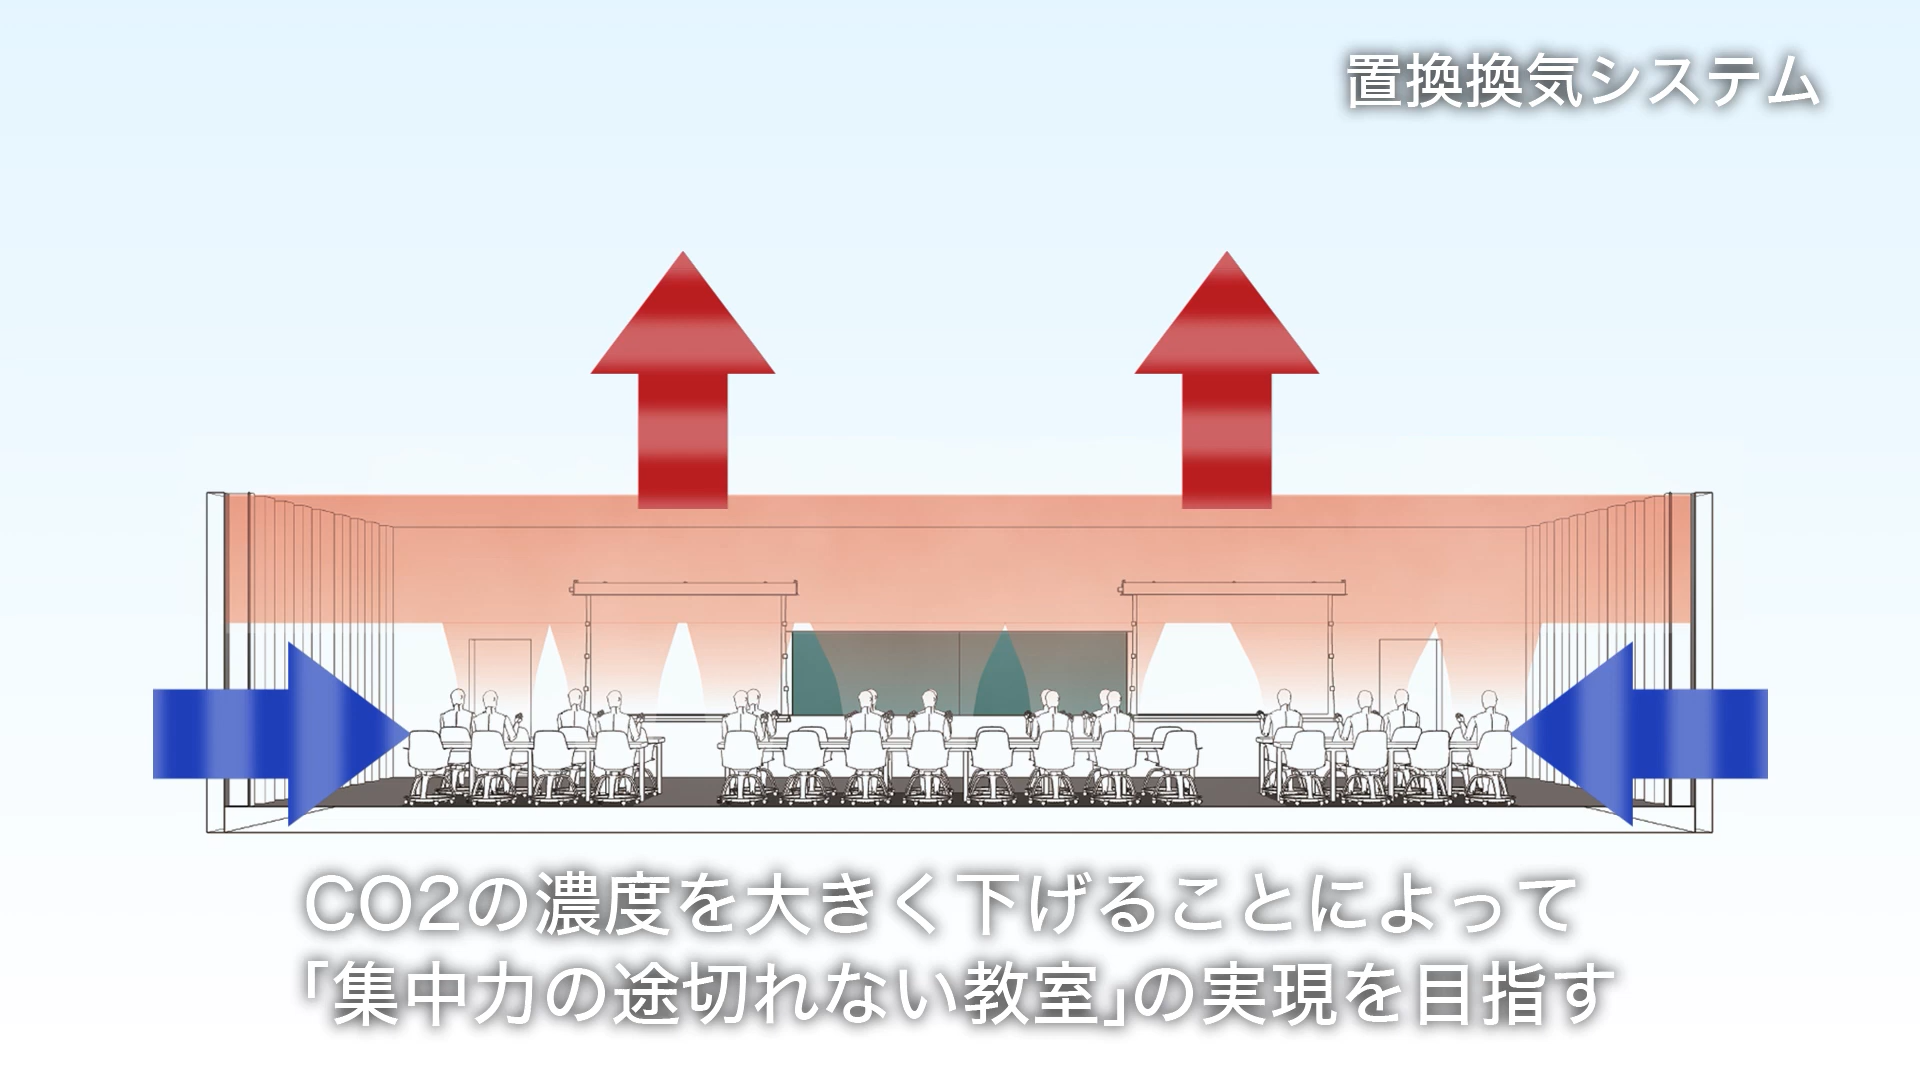 置換換気システム
CO2の濃度を大きく下げることによって
｢集中力の途切れない教室｣の実現を目指す